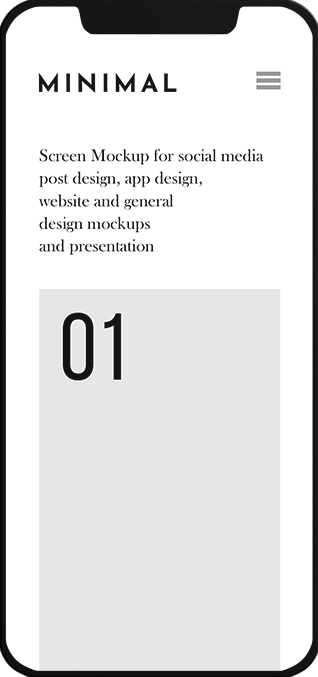 MINIMAL
Screen Mockup for social media
post design, app design,
website and general
design mockups
and presentation
01